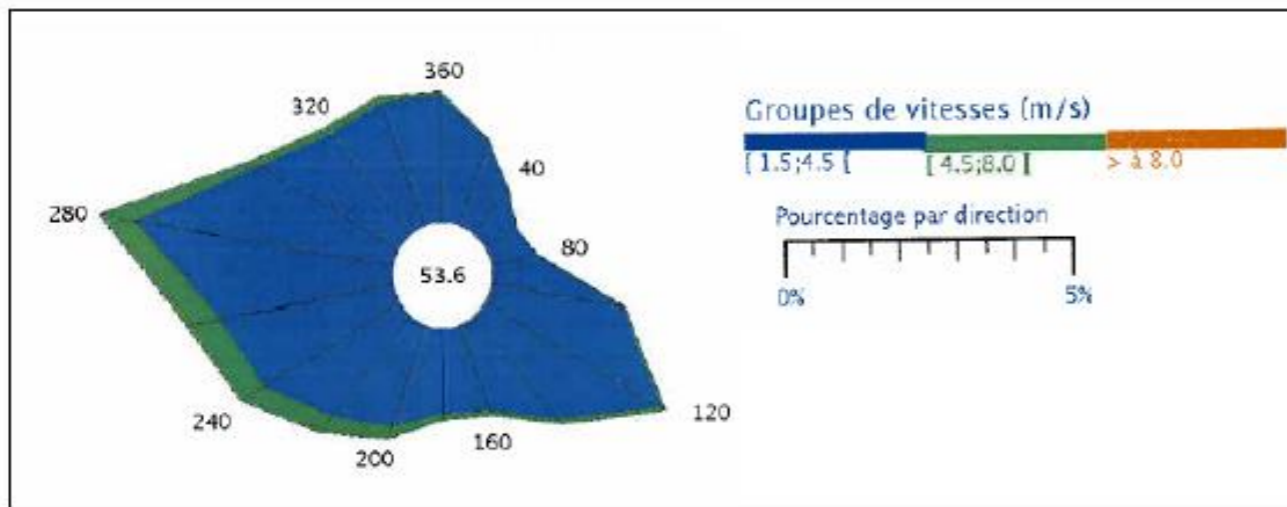 360
320
40
280
80
53.6
240
120
200
160
Groupes de vitesses (m/s)
[ 1.5;4.5 [
[ 4.5;8.0 ]
> à 8.0
Pourcentage par direction
0%
5%